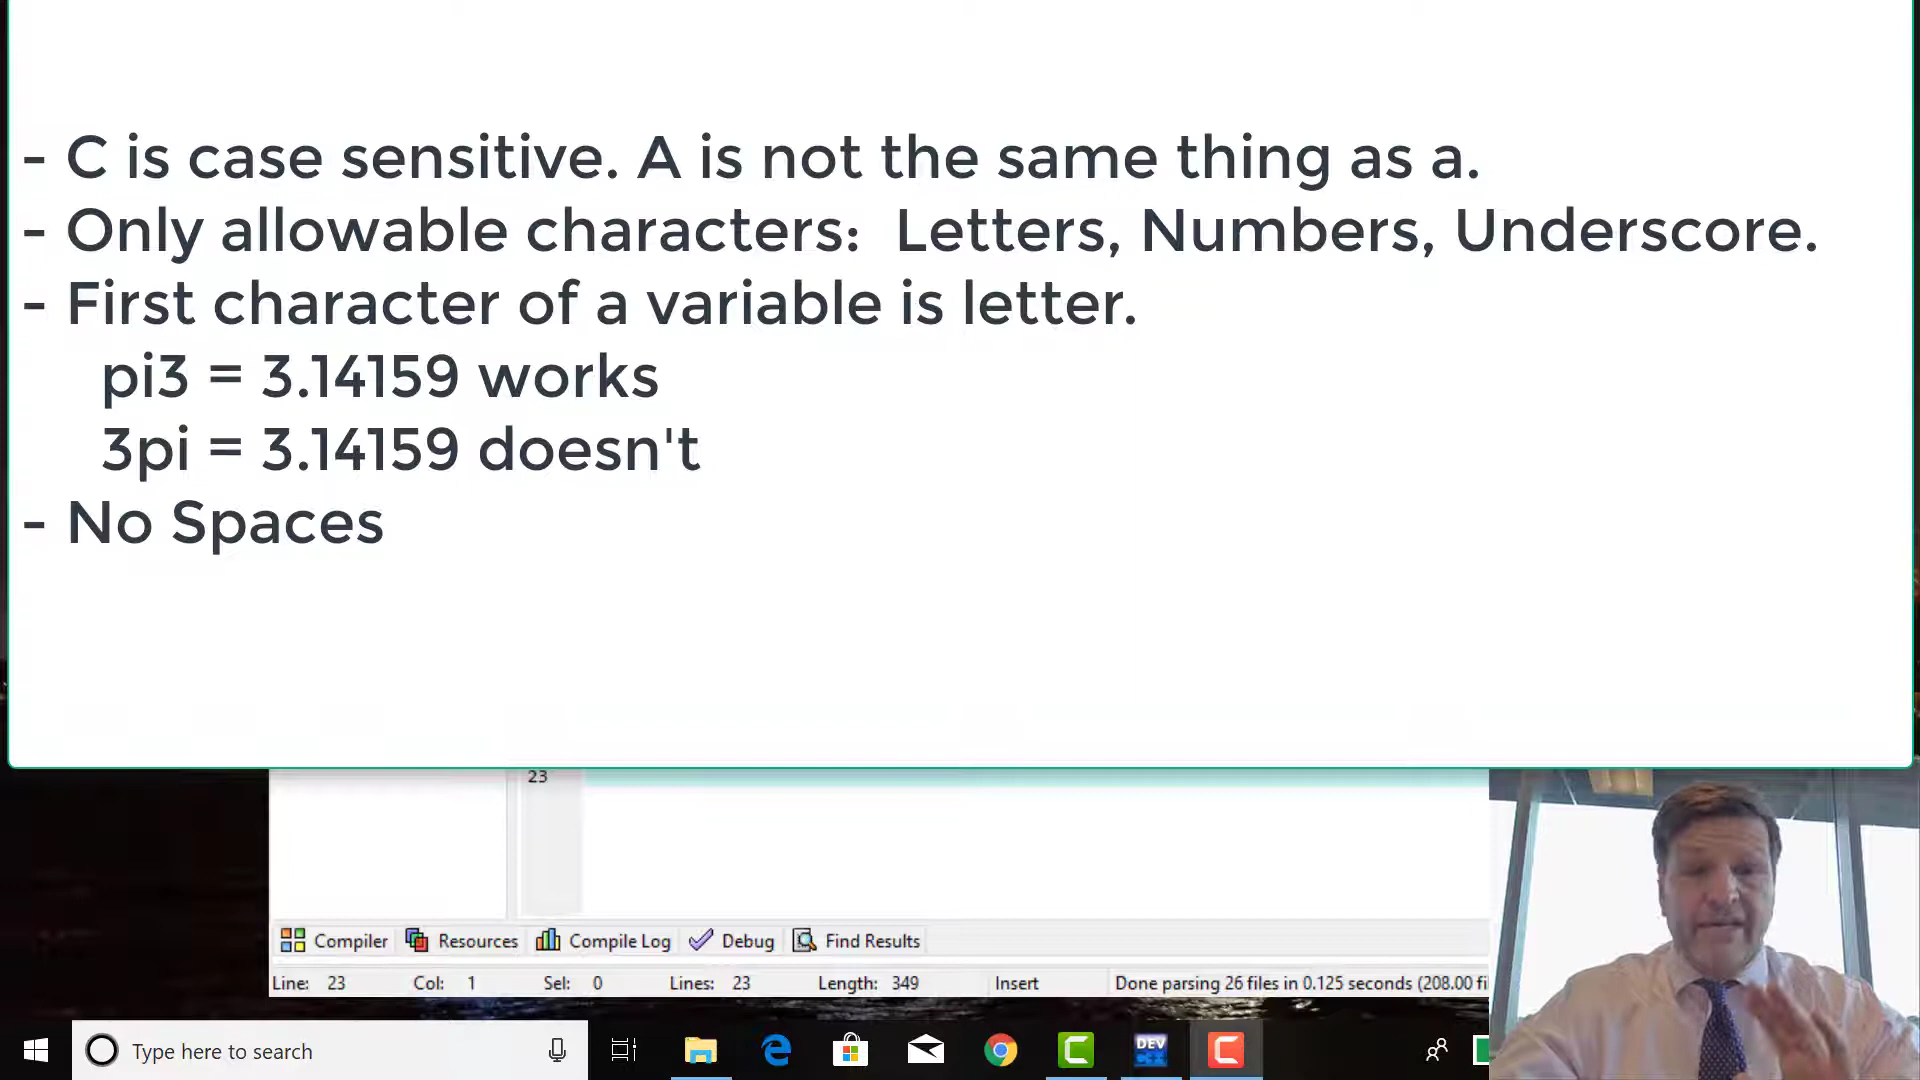 - C is case sensitive. A is not the same thing as a.
- Only allowable characters:  Letters, Numbers, Underscore.
- First character of a variable is letter.
pi3 = 3.14159 works
3pi = 3.14159 doesn't
- No Spaces
23
Compiler Resources Compile Log Debug Find Results
Line: 23 Col: 1 Sel: 0 Lines: 23 Length: 349 Insert Done parsing 26 files in 0.125 seconds (208.00 fi
Type here to search
DEV